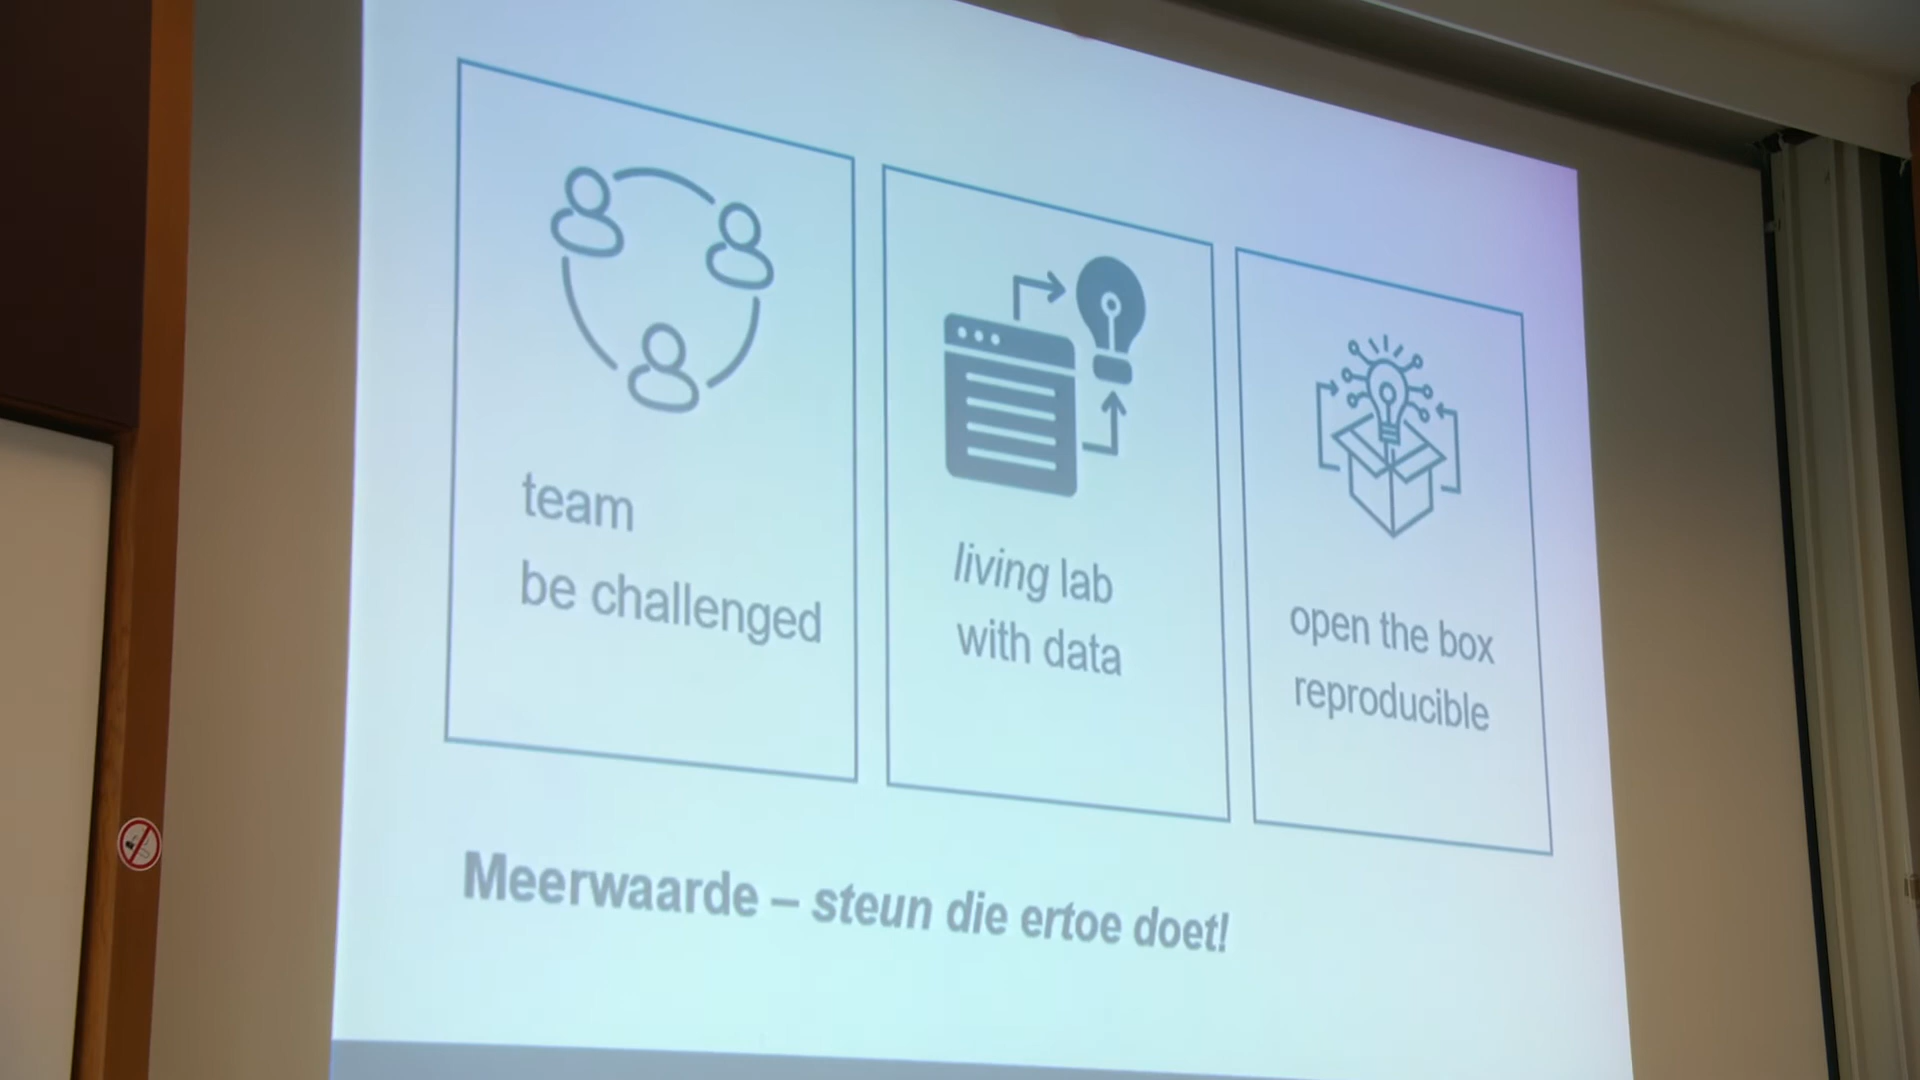 team
be challenged
living lab
with data
open the box
reproducible
Meerwaarde – steun die ertoe doet!